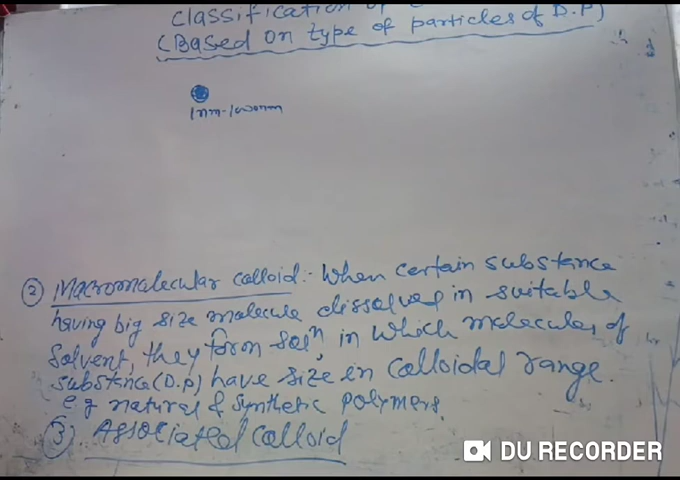 Classification of
(Based on type of particles of D.P)
1nm-1000nm
② Macromalecular colloid:- When certain substance
having big size molecule dissolved in suitable
Solvent, they form solⁿ, in which molecules of
substance (D.P) have size in colloidal range.
e.g natural & synthetic polymers.
③. Associated Colloid
DU RECORDER